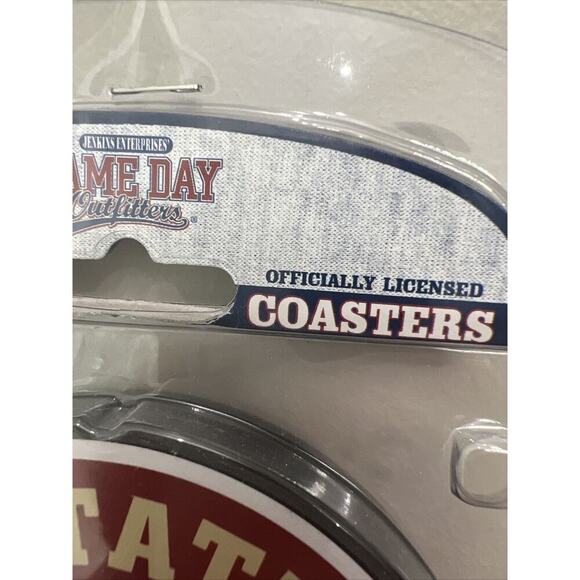 JENKINS ENTERPRISES'
AME DAY
Outfitters®
OFFICIALLY LICENSED
COASTERS
TAT